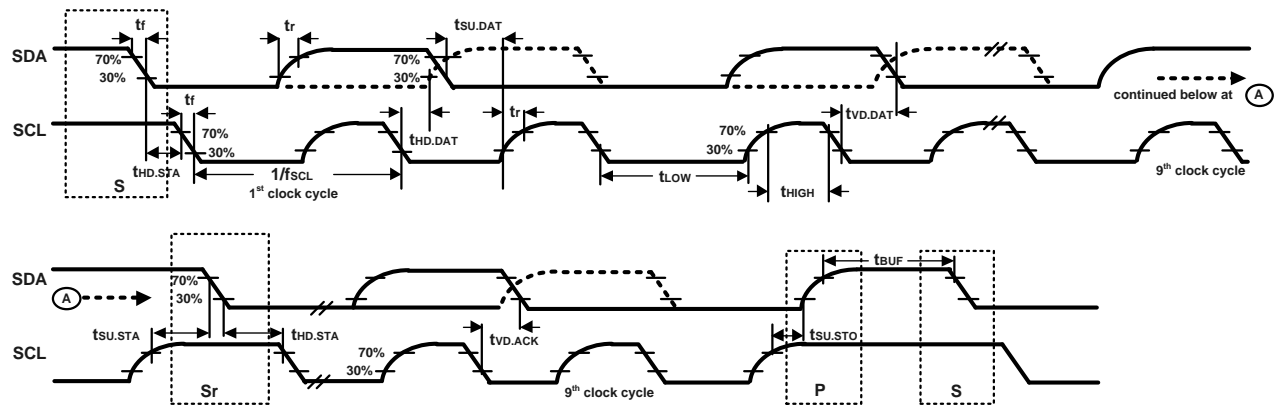 tf
tr
tSU.DAT
SDA
70%
30%
70%
30%
continued below at A
tf
tr
tVD.DAT
SCL
70%
30%
tHD.DAT
70%
30%
tHD.STA
1/fSCL
tLOW
tHIGH
9th clock cycle
S
1st clock cycle
SDA
70%
30%
tBUF
A
tSU.STA
tHD.STA
tVD.ACK
tSU.STO
SCL
70%
30%
Sr
9th clock cycle
P
S